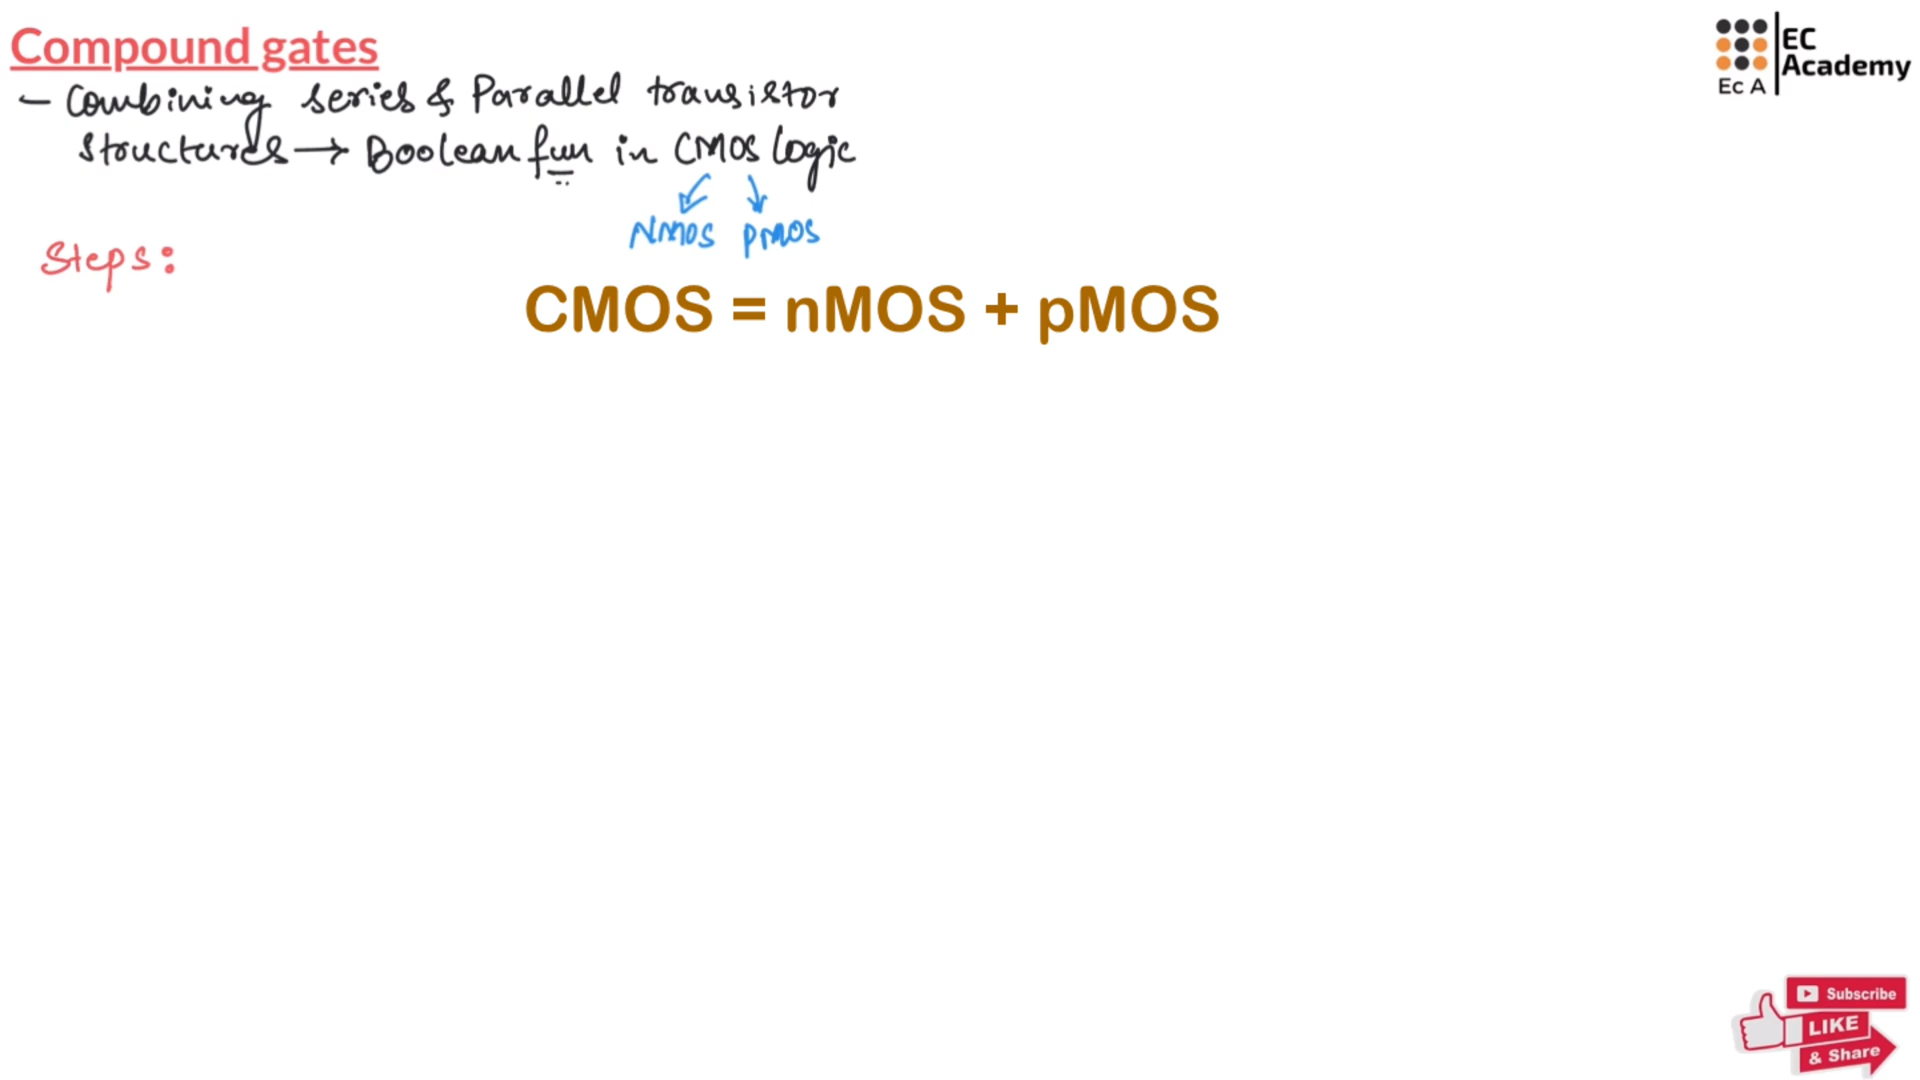 Compound gates
- Combining series & Parallel transistor
structures → Boolean fun in CMOS logic
NMOS PMOS
Steps:
CMOS = nMOS + pMOS
EC
Academy
Ec A
Subscribe
LIKE
& Share